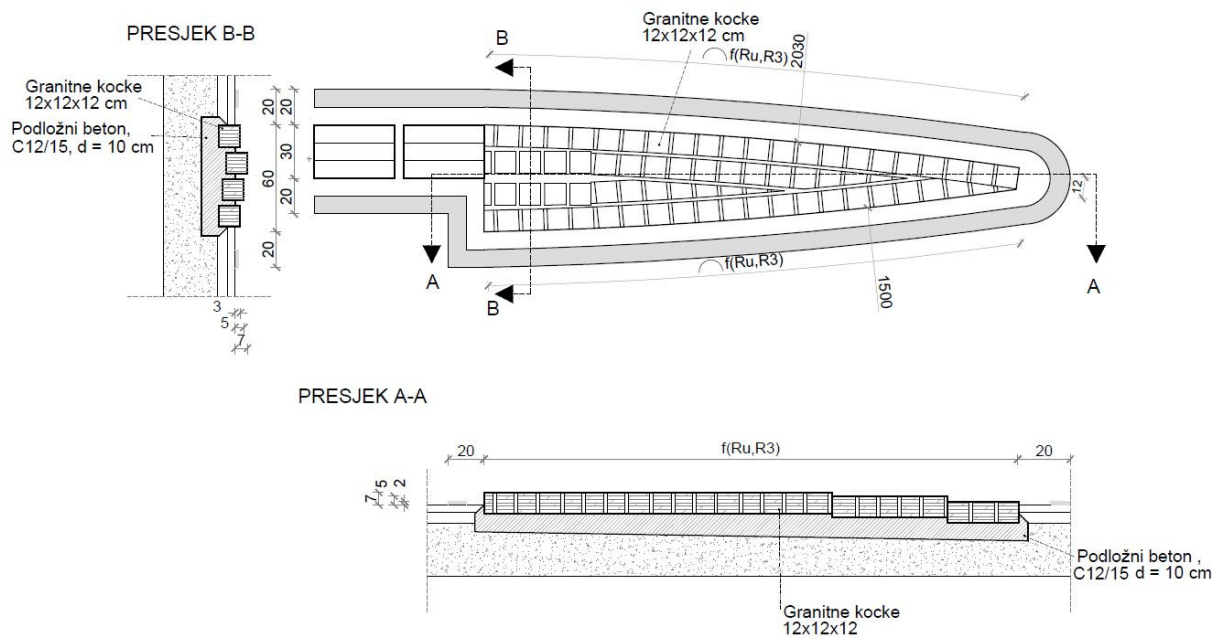 PRESJEK B-B
Granitne kocke
12x12x12 cm
Podložni beton,
C12/15, d = 10 cm
20
60
20
3
5
7
20
30
20
B
Granitne kocke
12x12x12 cm
f(Ru,R3)
2030
12
A
A
B
f(Ru,R3)
1500
PRESJEK A-A
20
f(Ru,R3)
20
7
5
2
Podložni beton ,
C12/15 d = 10 cm
Granitne kocke
12x12x12